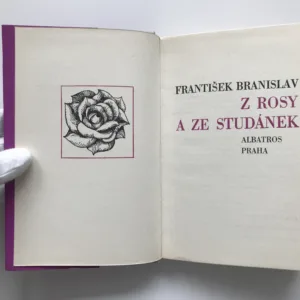 FRANTIŠEK BRANISLAV
Z ROSY
A ZE STUDÁNEK
ALBATROS
PRAHA